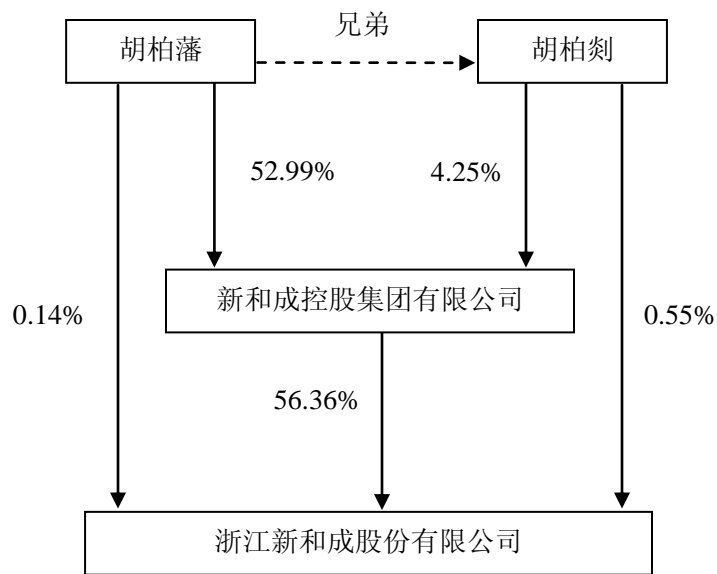 兄弟
胡柏藩
胡柏剡
52.99%
4.25%
新和成控股集团有限公司
0.14%
0.55%
56.36%
浙江新和成股份有限公司